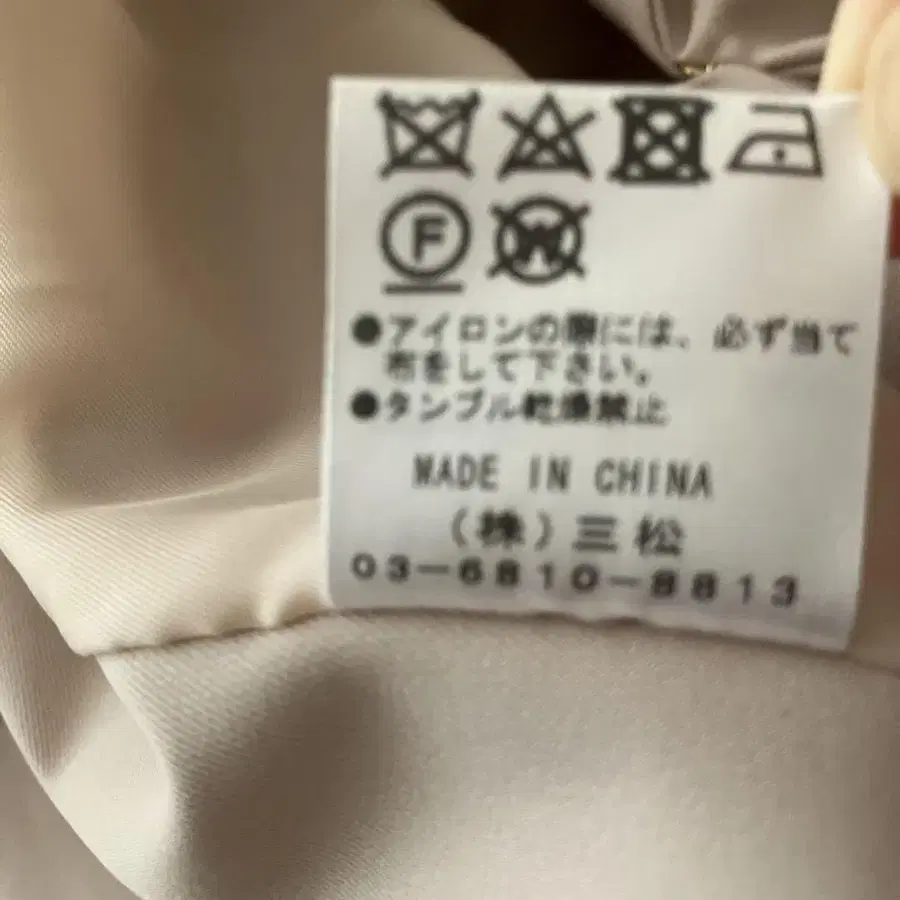 F W
●アイロンの際には、必ず当て
布をして下さい。
●タンブル乾燥禁止
MADE IN CHINA
(株)三松
03-6810-8813